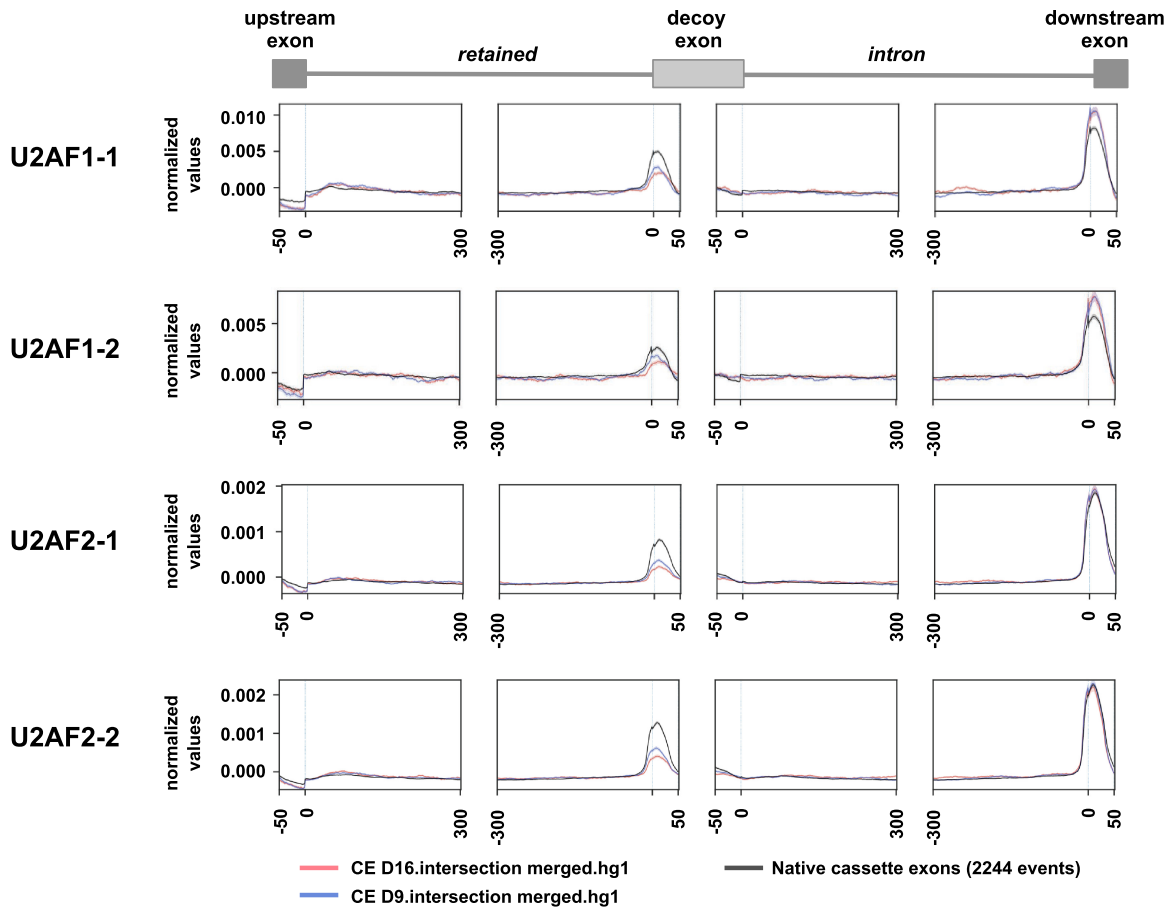 upstream
exon
decoy
exon
downstream
exon
retained
intron
U2AF1-1
normalized
values
0.010
0.005
0.000
-50 0 300 -300 0 50 -50 0 300 -300 0 50
U2AF1-2
normalized
values
0.005
0.000
-50 0 300 -300 0 50 -50 0 300 -300 0 50
U2AF2-1
normalized
values
0.002
0.001
0.000
-50 0 300 -300 50 -50 0 300 -300 0 50
U2AF2-2
normalized
values
0.002
0.001
0.000
-50 0 300 -300 50 -50 0 300 -300 0 50
CE D16.intersection merged.hg1
CE D9.intersection merged.hg1
Native cassette exons (2244 events)